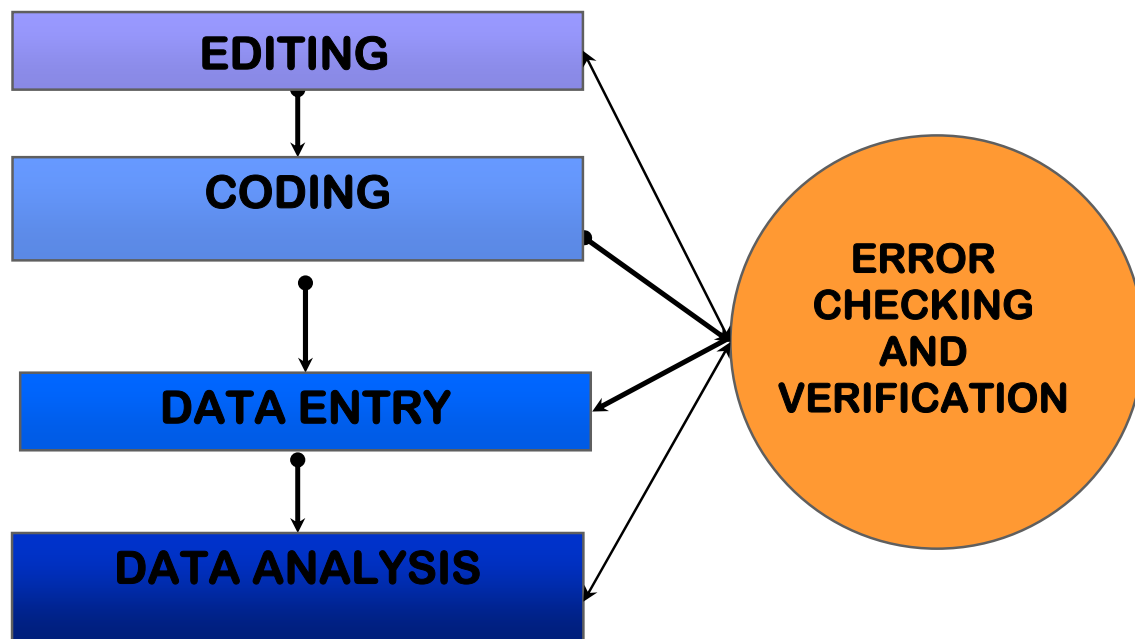 EDITING
CODING
DATA ENTRY
DATA ANALYSIS
ERROR
CHECKING
AND
VERIFICATION